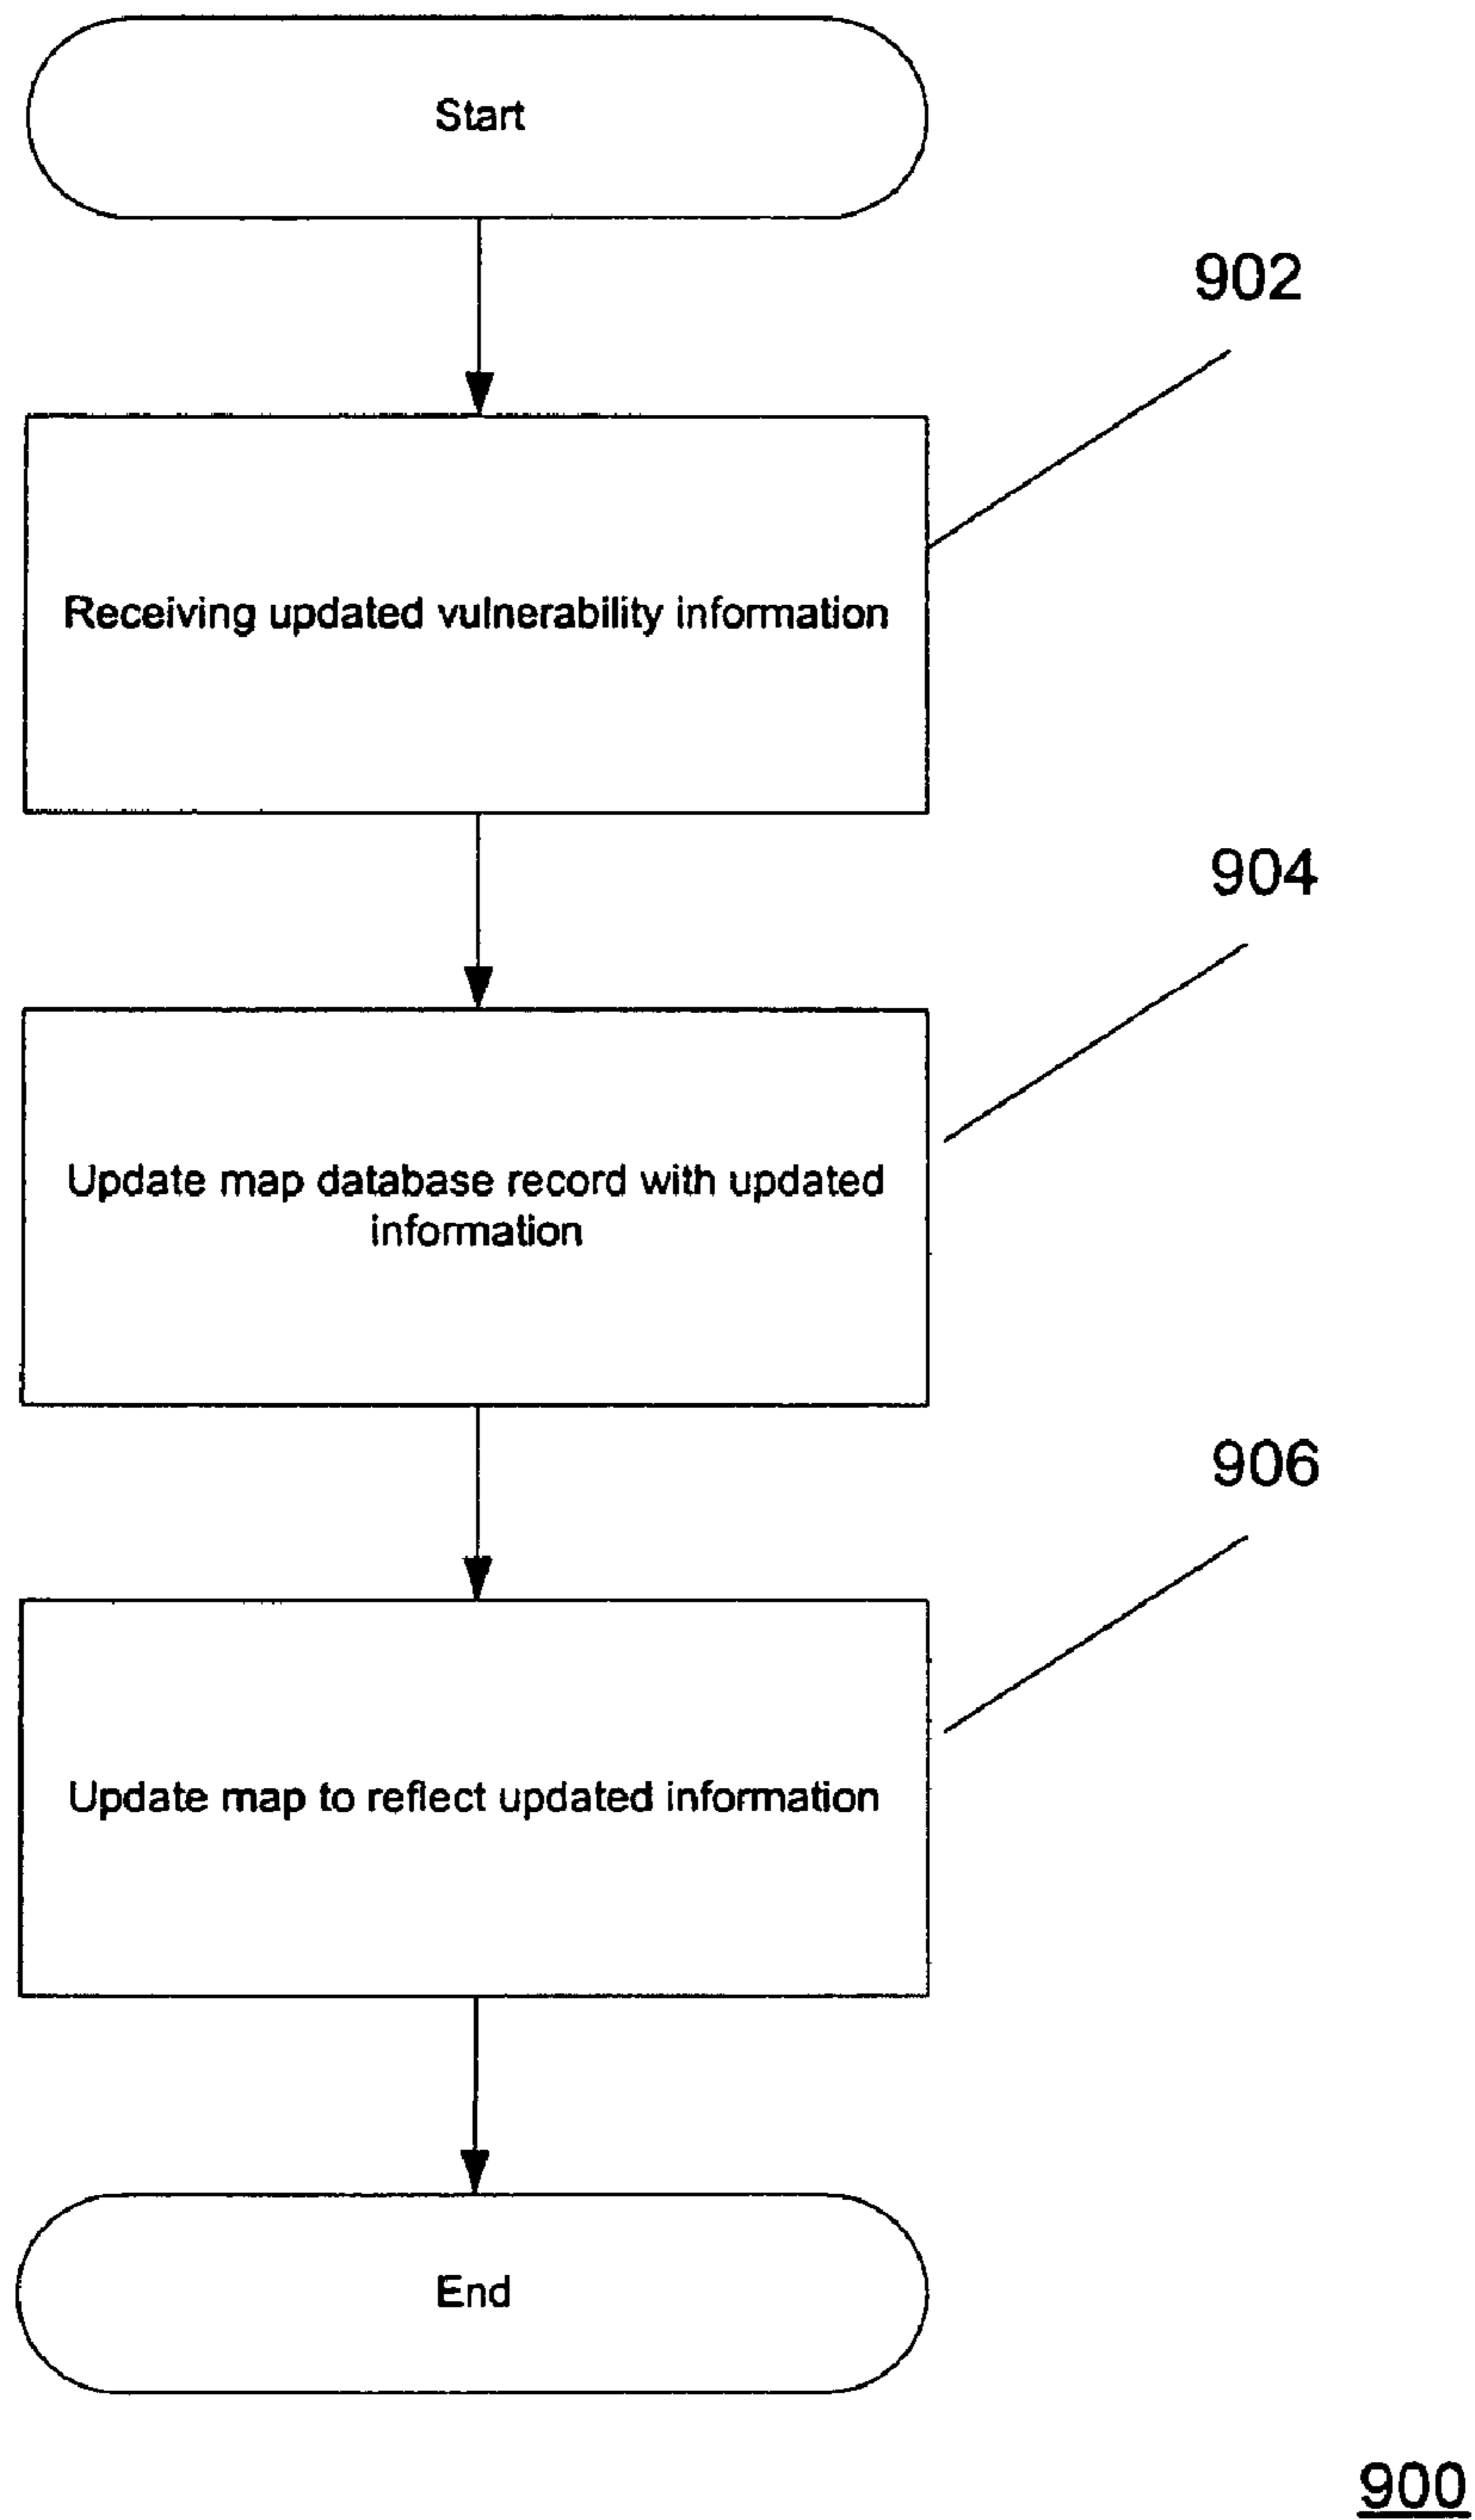 Start
902
Receiving updated vulnerability information
904
Update map database record with updated
information
906
Update map to reflect updated information
End
900